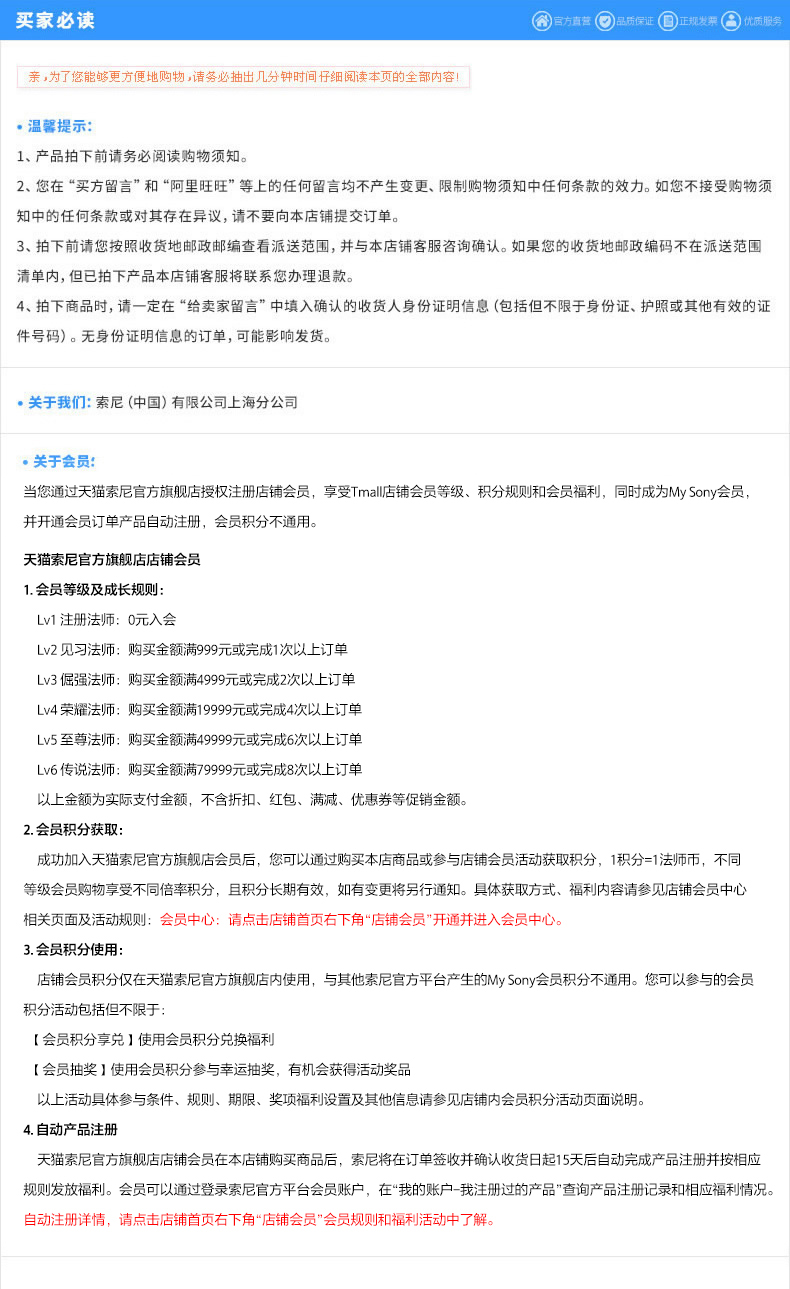 买家必读
官方直营 品质保证 正规发票 优质服务
亲,为了您能够更方便地购物,请务必抽出几分钟时间仔细阅读本页的全部内容!
• 温馨提示:
1、产品拍下前请务必阅读购物须知。
2、您在“买方留言”和“阿里旺旺”等上的任何留言均不产生变更、限制购物须知中任何条款的效力。如您不接受购物须
知中的任何条款或对其存在异议,请不要向本店铺提交订单。
3、拍下前请您按照收货地邮政邮编查看派送范围,并与本店铺客服咨询确认。如果您的收货地邮政编码不在派送范围
清单内,但已拍下产品本店铺客服将联系您办理退款。
4、拍下商品时,请一定在“给卖家留言”中填入确认的收货人身份证明信息(包括但不限于身份证、护照或其他有效的证
件号码)。无身份证明信息的订单,可能影响发货。
• 关于我们: 索尼(中国)有限公司上海分公司
• 关于会员:
当您通过天猫索尼官方旗舰店授权注册店铺会员，享受Tmall店铺会员等级、积分规则和会员福利，同时成为My Sony会员，
并开通会员订单产品自动注册，会员积分不通用。
天猫索尼官方旗舰店店铺会员
1. 会员等级及成长规则：
Lv1 注册法师：0元入会
Lv2 见习法师：购买金额满999元或完成1次以上订单
Lv3 倔强法师：购买金额满4999元或完成2次以上订单
Lv4 荣耀法师：购买金额满19999元或完成4次以上订单
Lv5 至尊法师：购买金额满49999元或完成6次以上订单
Lv6 传说法师：购买金额满79999元或完成8次以上订单
以上金额为实际支付金额，不含折扣、红包、满减、优惠券等促销金额。
2. 会员积分获取：
成功加入天猫索尼官方旗舰店会员后，您可以通过购买本店商品或参与店铺会员活动获取积分，1积分=1法师币，不同
等级会员购物享受不同倍率积分，且积分长期有效，如有变更将另行通知。具体获取方式、福利内容请参见店铺会员中心
相关页面及活动规则：会员中心：请点击店铺首页右下角“店铺会员”开通并进入会员中心。
3. 会员积分使用：
店铺会员积分仅在天猫索尼官方旗舰店内使用，与其他索尼官方平台产生的My Sony会员积分不通用。您可以参与的会员
积分活动包括但不限于：
【会员积分享兑】使用会员积分兑换福利
【会员抽奖】使用会员积分参与幸运抽奖，有机会获得活动奖品
以上活动具体参与条件、规则、期限、奖项福利设置及其他信息请参见店铺内会员积分活动页面说明。
4. 自动产品注册
天猫索尼官方旗舰店店铺会员在本店铺购买商品后，索尼将在订单签收并确认收货日起15天后自动完成产品注册并按相应
规则发放福利。会员可以通过登录索尼官方平台会员账户，在“我的账户-我注册过的产品”查询产品注册记录和相应福利情况。
自动注册详情，请点击店铺首页右下角“店铺会员”会员规则和福利活动中了解。